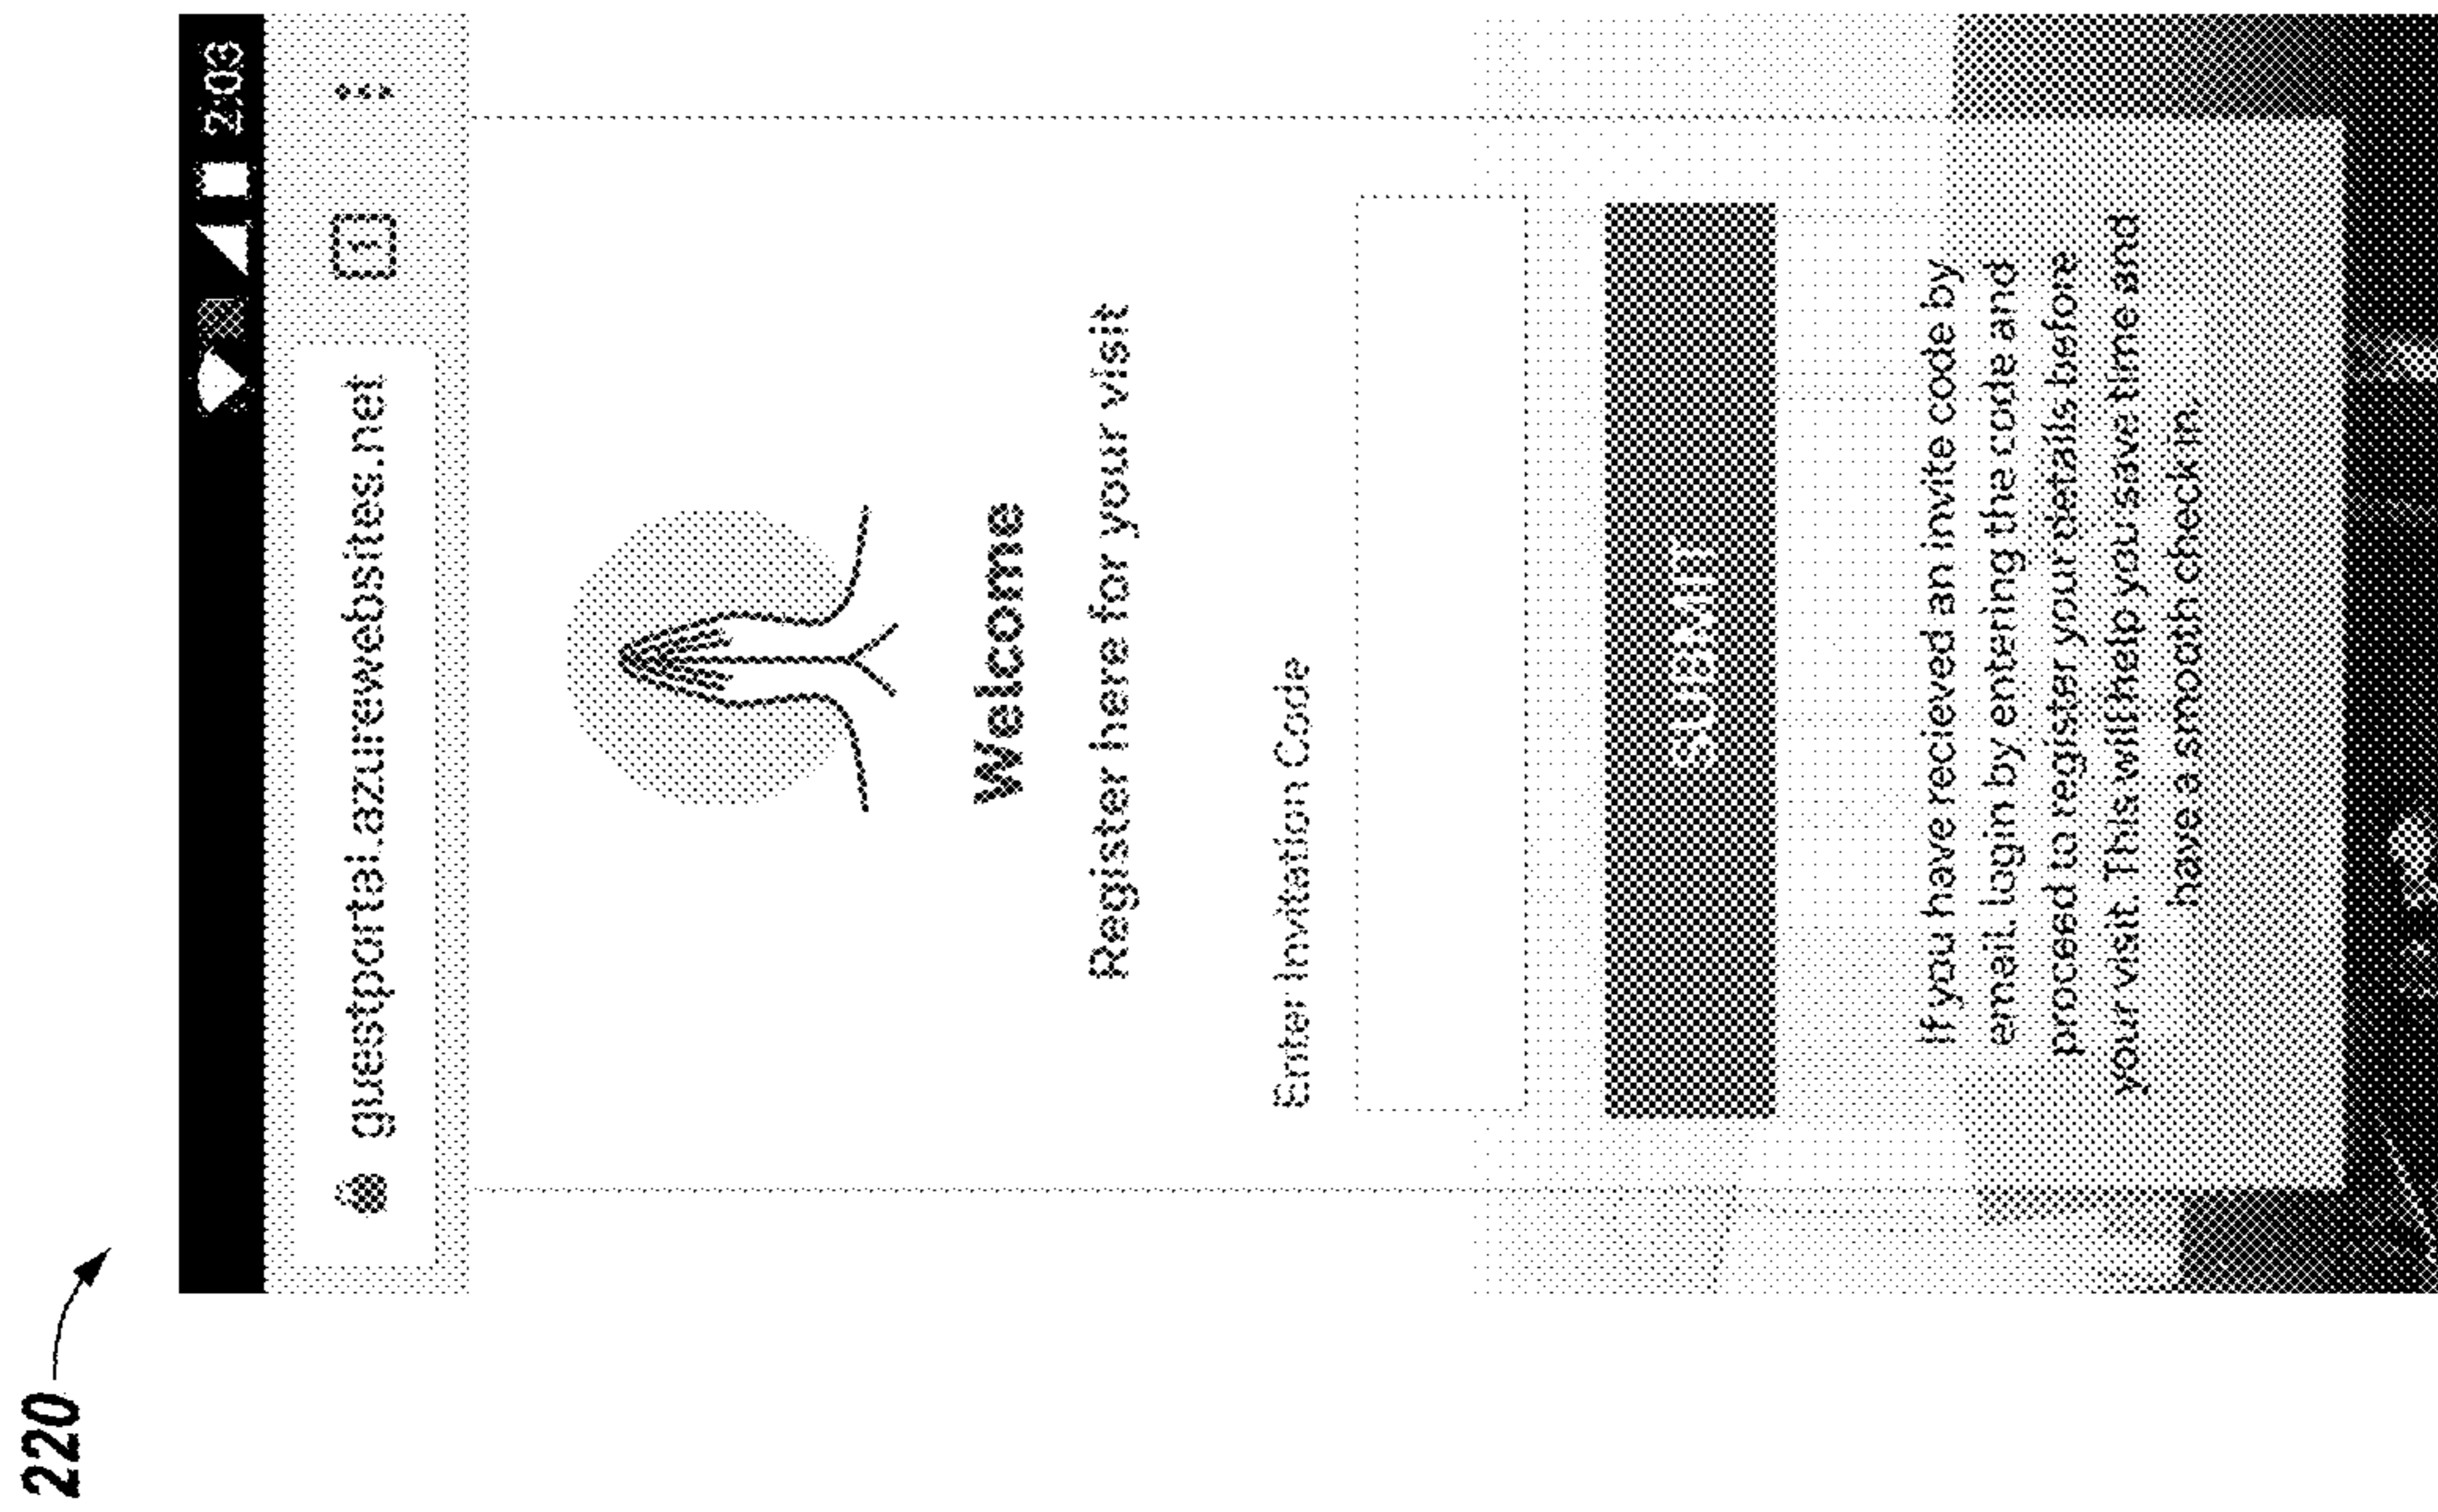 220
2:03
guestportal.azurewebsites.net
1
Welcome
Register here for your visit
Enter Invitation Code
SUBMIT
If you have recieved an invite code by
email. Login by entering the code and
proceed to register your details before
your visit. This will help you save time and
have a smooth check in.